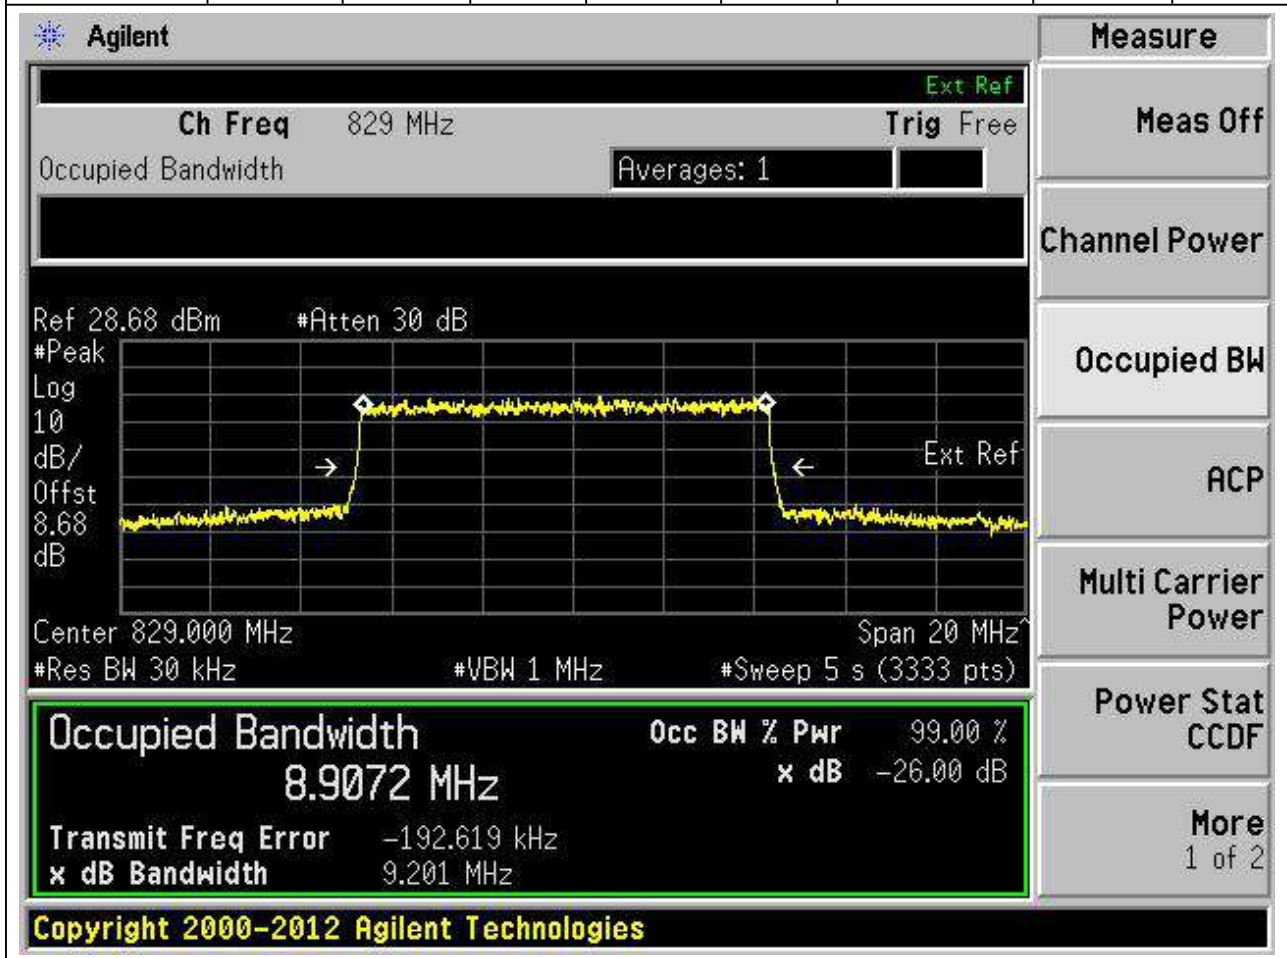 Agilent
Measure
Ext Ref
Ch Freq 829 MHz Trig Free
Meas Off
Occupied Bandwidth Averages: 1
Channel Power
Ref 28.68 dBm #Atten 30 dB
#Peak
Log
10
dB/
Offst
8.68
dB
Ext Ref
Occupied BW
ACP
Center 829.000 MHz Span 20 MHz^
#Res BW 30 kHz #VBW 1 MHz #Sweep 5 s (3333 pts)
Multi Carrier
Power
Occupied Bandwidth Occ BW % Pwr 99.00 %
8.9072 MHz x dB -26.00 dB
Transmit Freq Error -192.619 kHz
x dB Bandwidth 9.201 MHz
Power Stat
CCDF
More
1 of 2
Copyright 2000-2012 Agilent Technologies